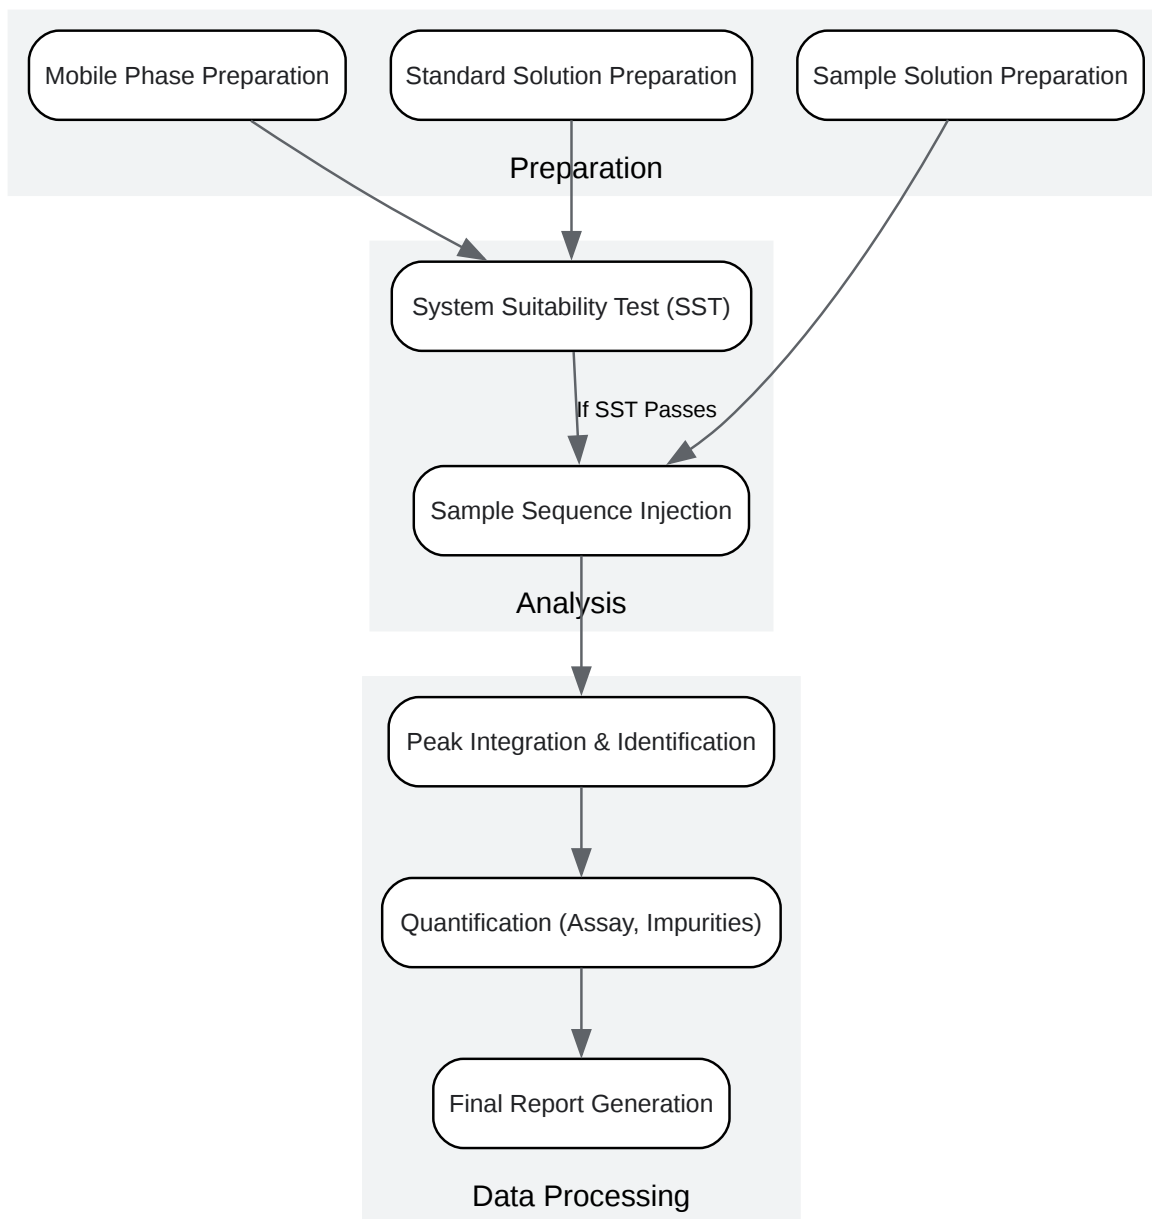 Mobile Phase Preparation
Standard Solution Preparation
Sample Solution Preparation
Preparation
System Suitability Test (SST)
If SST Passes
Sample Sequence Injection
Analysis
Peak Integration & Identification
Quantification (Assay, Impurities)
Final Report Generation
Data Processing